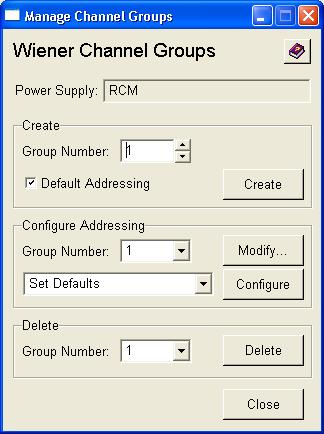 Manage Channel Groups
Wiener Channel Groups
Power Supply: RCM
Create
Group Number: 1
Default Addressing Create
Configure Addressing
Group Number: 1 Modify...
Set Defaults Configure
Delete
Group Number: 1 Delete
Close